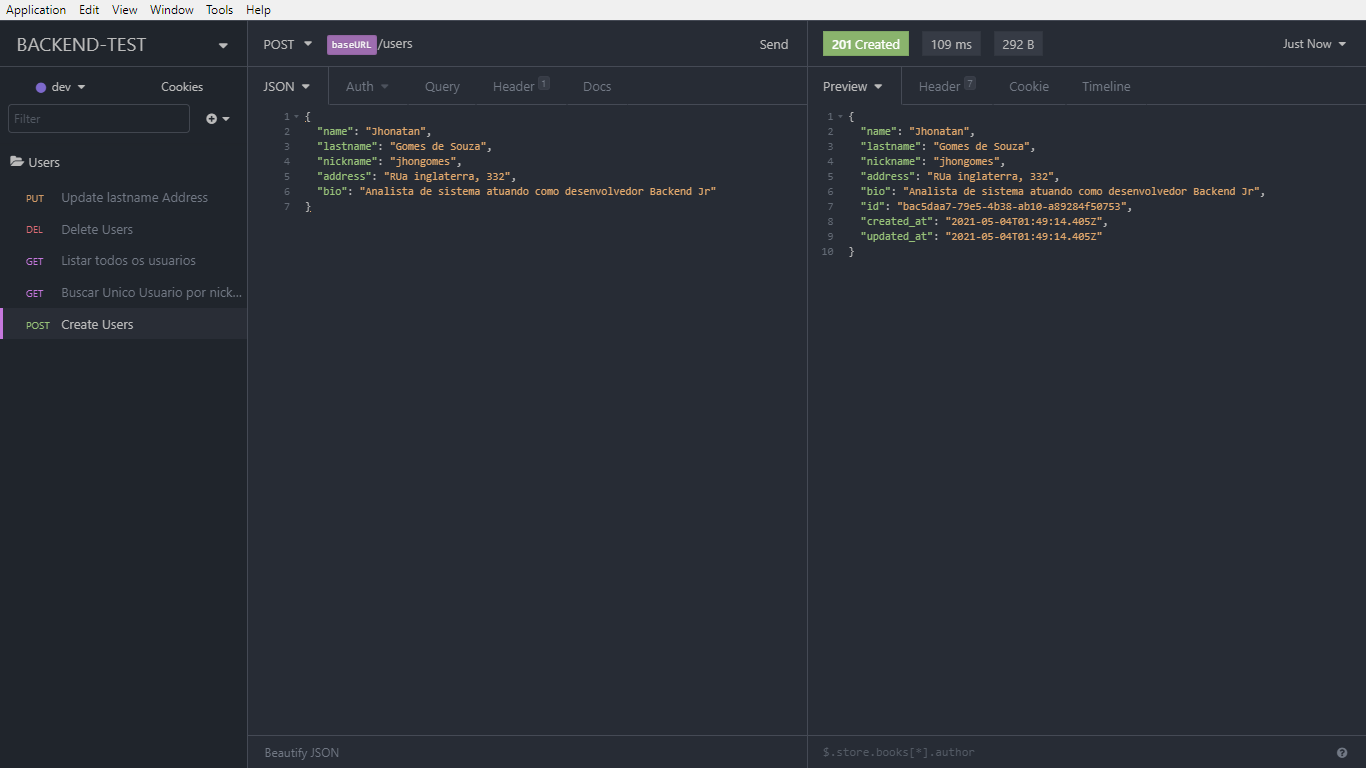 Application Edit View Window Tools Help
BACKEND-TEST
dev Cookies
Filter
Users
PUT Update lastname Address
DEL Delete Users
GET Listar todos os usuarios
GET Buscar Unico Usuario por nick...
POST Create Users
POST baseURL/users Send
JSON Auth Query Header 1 Docs
1 {
2 "name": "Jhonatan",
3 "lastname": "Gomes de Souza",
4 "nickname": "jhongomes",
5 "address": "RUa inglaterra, 332",
6 "bio": "Analista de sistema atuando como desenvolvedor Backend Jr"
7 }
Beautify JSON
201 Created 109 ms 292 B Just Now
Preview Header 7 Cookie Timeline
1 {
2 "name": "Jhonatan",
3 "lastname": "Gomes de Souza",
4 "nickname": "jhongomes",
5 "address": "RUa inglaterra, 332",
6 "bio": "Analista de sistema atuando como desenvolvedor Backend Jr",
7 "id": "bac5daa7-79e5-4b38-ab10-a89284f50753",
8 "created_at": "2021-05-04T01:49:14.405Z",
9 "updated_at": "2021-05-04T01:49:14.405Z"
10 }
$.store.books[*].author